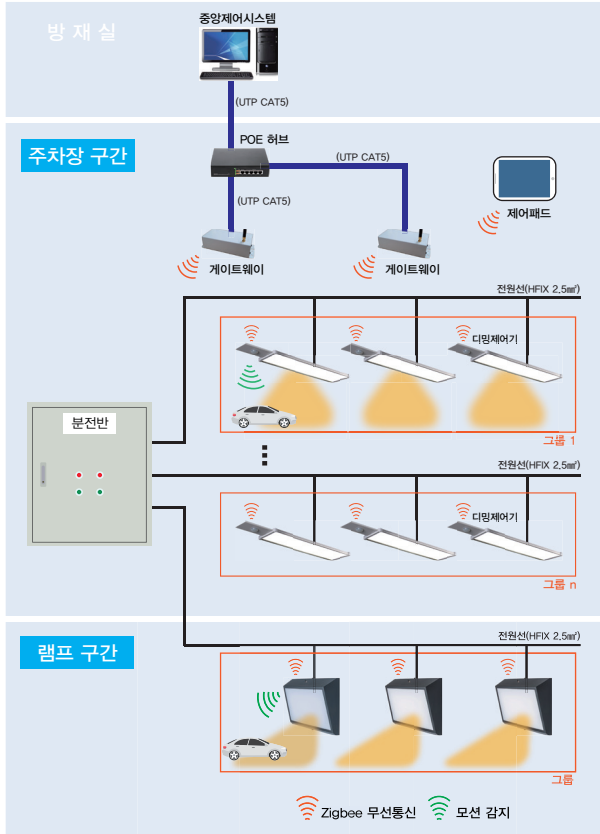 방 재 실
중앙제어시스템
(UTP CAT5)
POE 허브
주차장 구간
(UTP CAT5)
(UTP CAT5)
제어패드
게이트웨이
게이트웨이
전원선(HFIX 2.5㎟)
디밍제어기
분전반
그룹 1
전원선(HFIX 2.5㎟)
디밍제어기
그룹 n
전원선(HFIX 2.5㎟)
램프 구간
그룹
Zigbee 무선통신
모션 감지